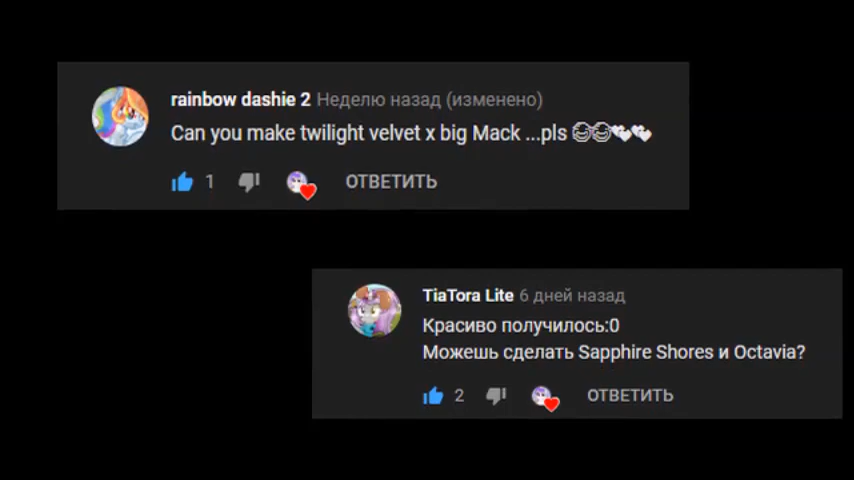 rainbow dashie 2 Неделю назад (изменено)
Can you make twilight velvet x big Mack ...pls 😂😂💕💕
1 ОТВЕТИТЬ
TiaTora Lite 6 дней назад
Красиво получилось:0
Можешь сделать Sapphire Shores и Octavia?
2 ОТВЕТИТЬ